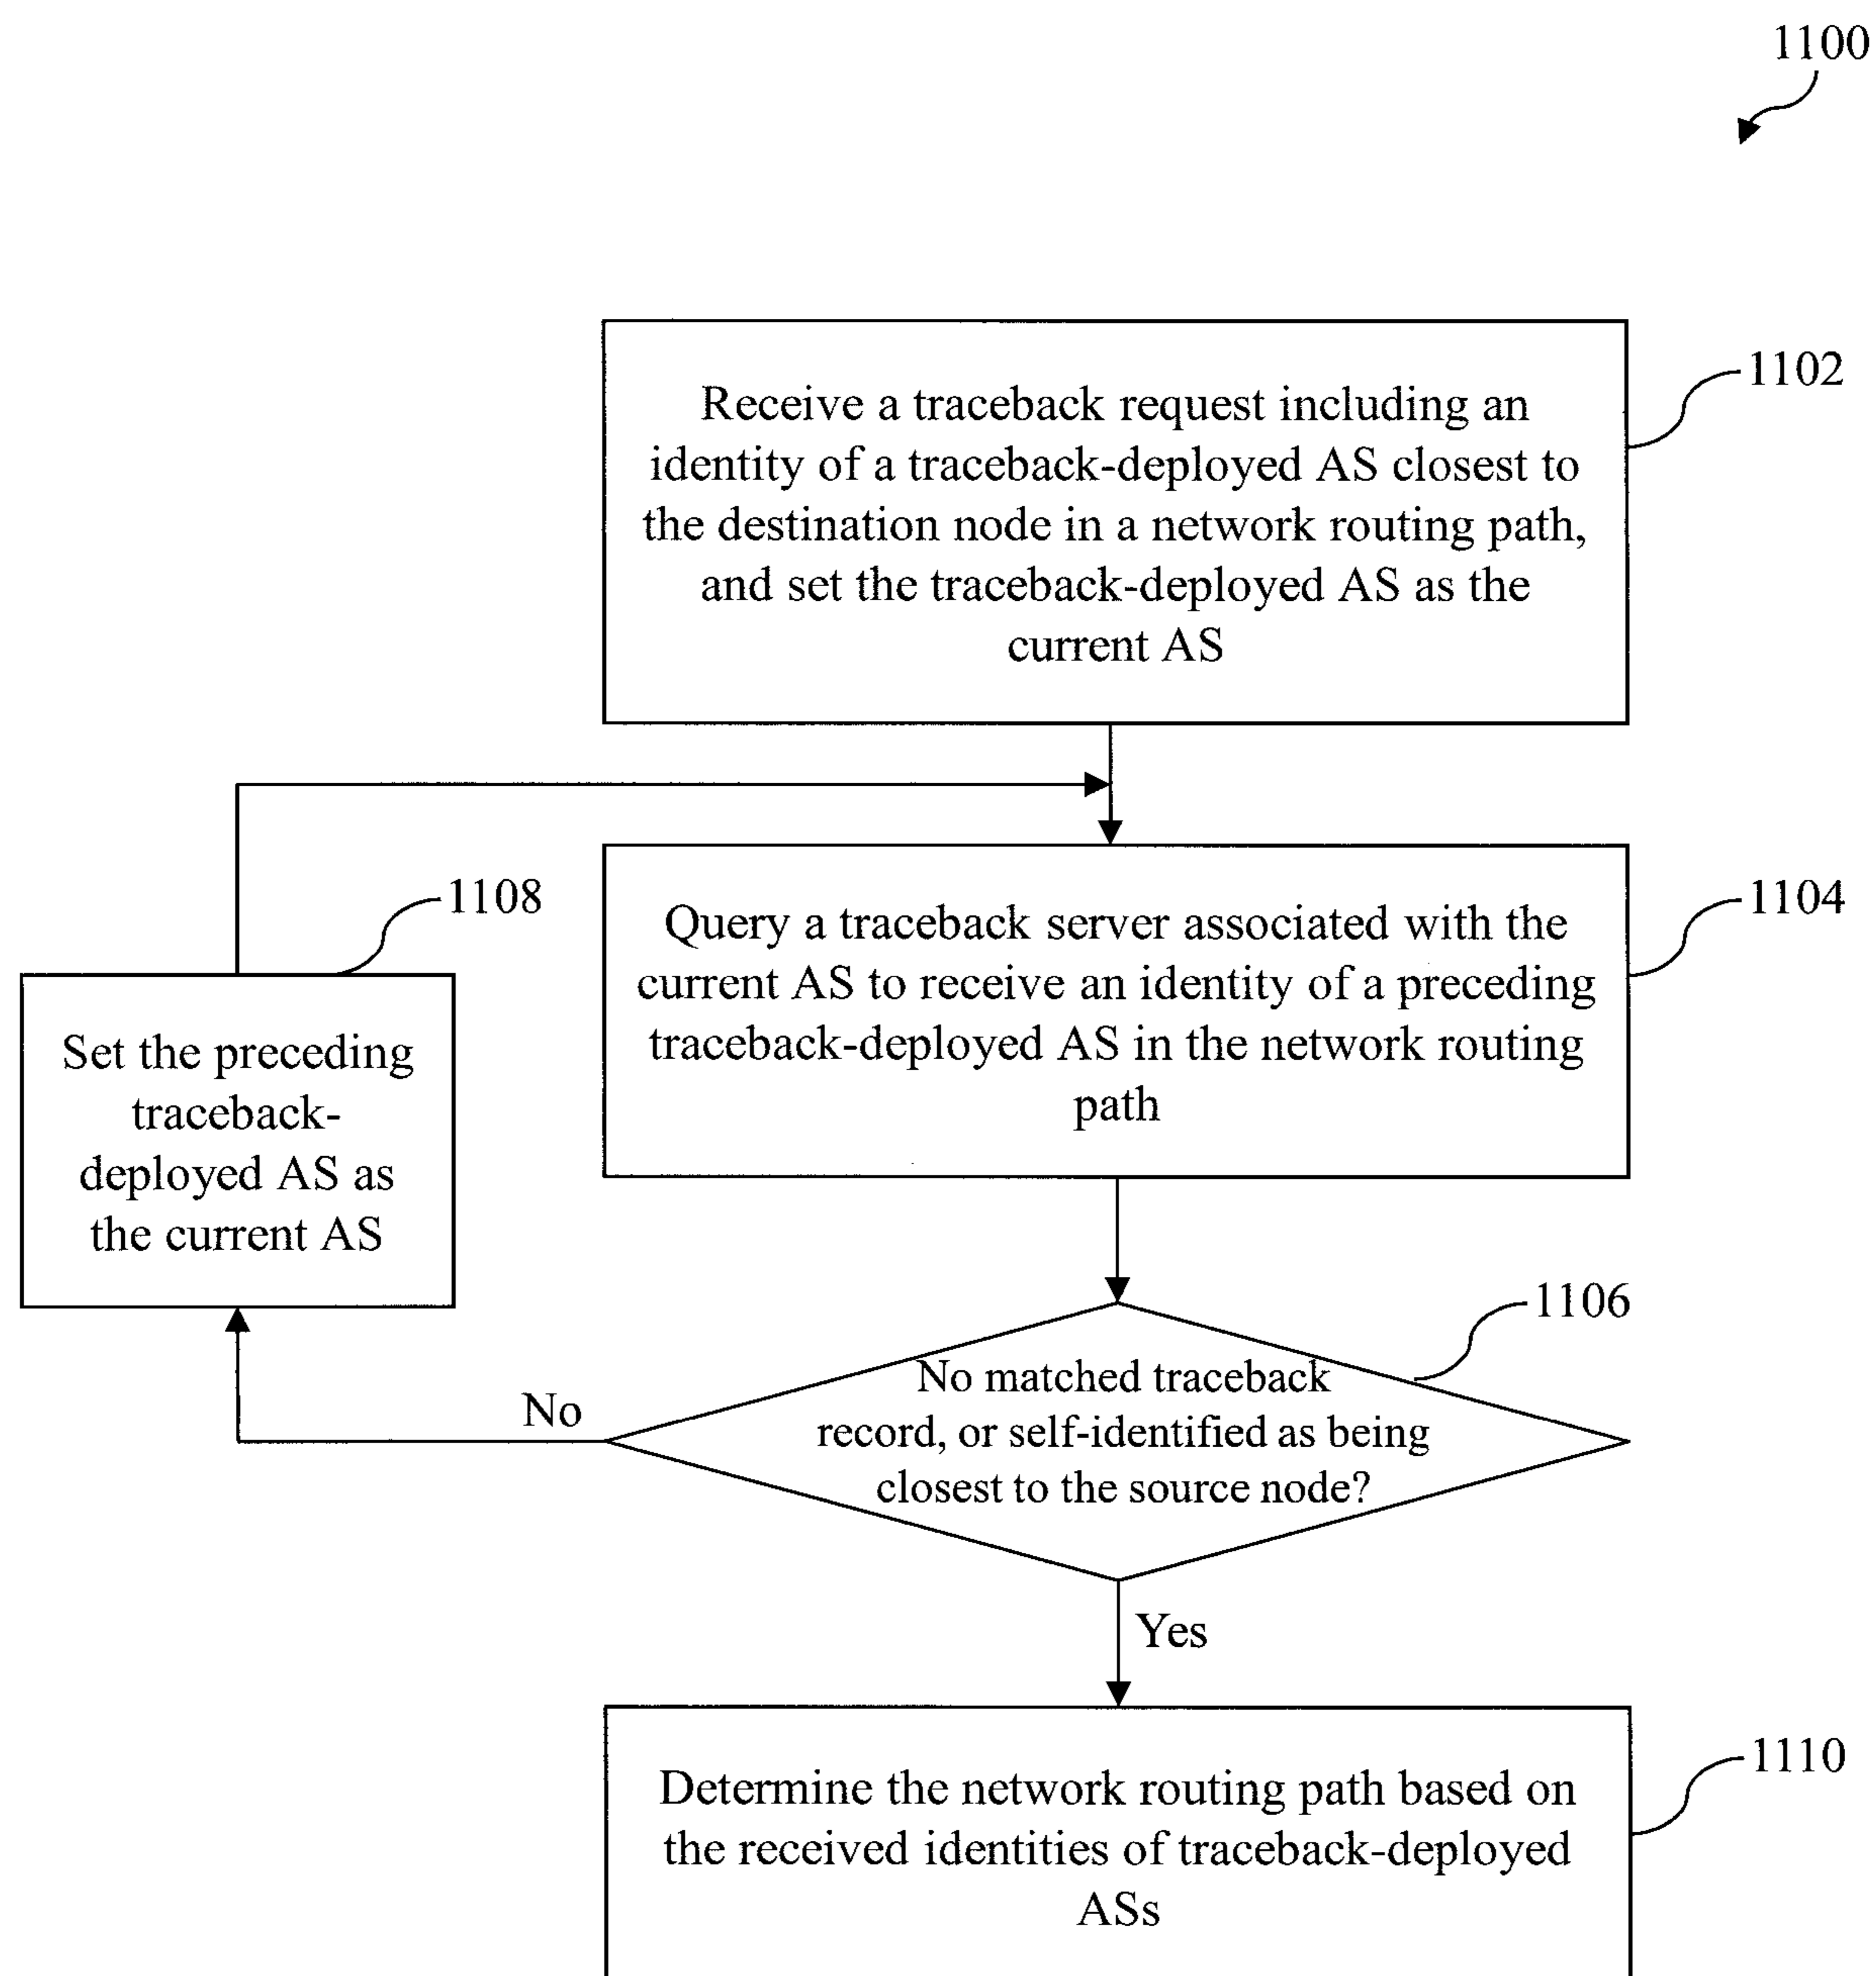 1100
Receive a traceback request including an
identity of a traceback-deployed AS closest to
the destination node in a network routing path,
and set the traceback-deployed AS as the
current AS
1102
Query a traceback server associated with the
current AS to receive an identity of a preceding
traceback-deployed AS in the network routing
path
1104
1108
Set the preceding
traceback-
deployed AS as
the current AS
1106
No matched traceback
record, or self-identified as being
closest to the source node?
No
Yes
Determine the network routing path based on
the received identities of traceback-deployed
ASs
1110